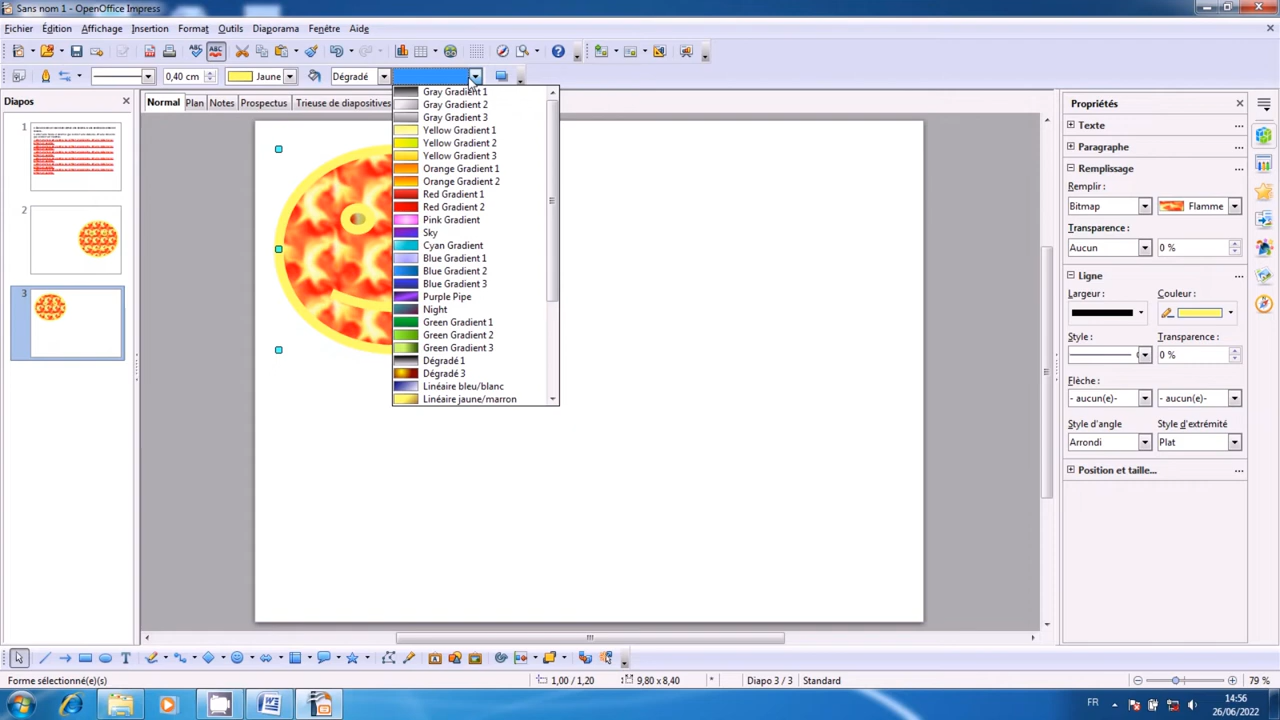 Sans nom 1 - OpenOffice Impress
Fichier Édition Affichage Insertion Format Outils Diaporama Fenêtre Aide
0,40 cm Jaune Dégradé
Diapos
Normal Plan Notes Prospectus Trieuse de diapositives
Gray Gradient 1
Gray Gradient 2
Gray Gradient 3
Yellow Gradient 1
Yellow Gradient 2
Yellow Gradient 3
Orange Gradient 1
Orange Gradient 2
Red Gradient 1
Red Gradient 2
Pink Gradient
Sky
Cyan Gradient
Blue Gradient 1
Blue Gradient 2
Blue Gradient 3
Purple Pipe
Night
Green Gradient 1
Green Gradient 2
Green Gradient 3
Dégradé 1
Dégradé 3
Linéaire bleu/blanc
Linéaire jaune/marron
1
2
3
Propriétés
Texte
Paragraphe
Remplissage
Remplir :
Bitmap Flamme
Transparence :
Aucun 0 %
Ligne
Largeur : Couleur :
Style : Transparence :
0 %
Flèche :
- aucun(e)- - aucun(e)-
Style d'angle Style d'extrémité
Arrondi Plat
Position et taille...
Forme sélectionné(e)(s) 1,00 / 1,20 9,80 x 8,40 * Diapo 3 / 3 Standard 79 %
FR 14:56
26/06/2022